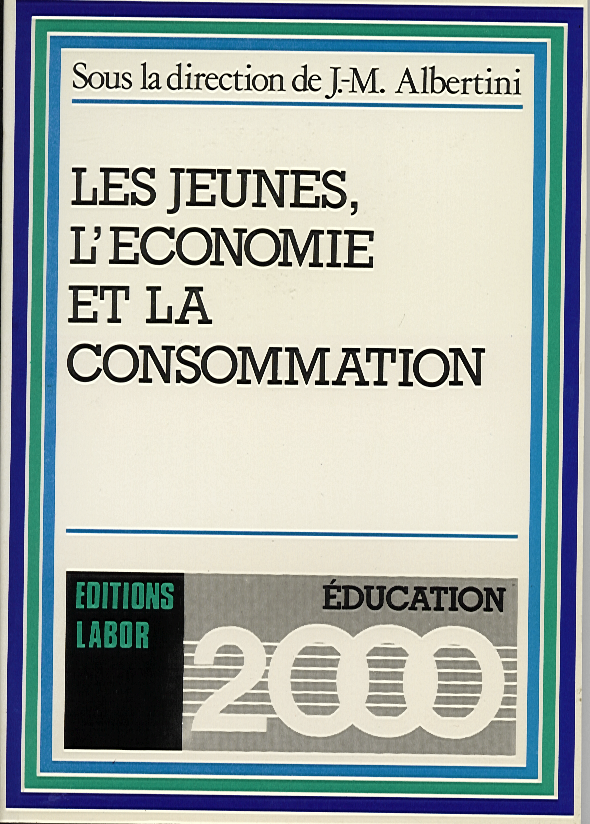 Sous la direction de J.-M. Albertini
LES JEUNES,
L'ECONOMIE
ET LA
CONSOMMATION
EDITIONS
LABOR
ÉDUCATION
2000